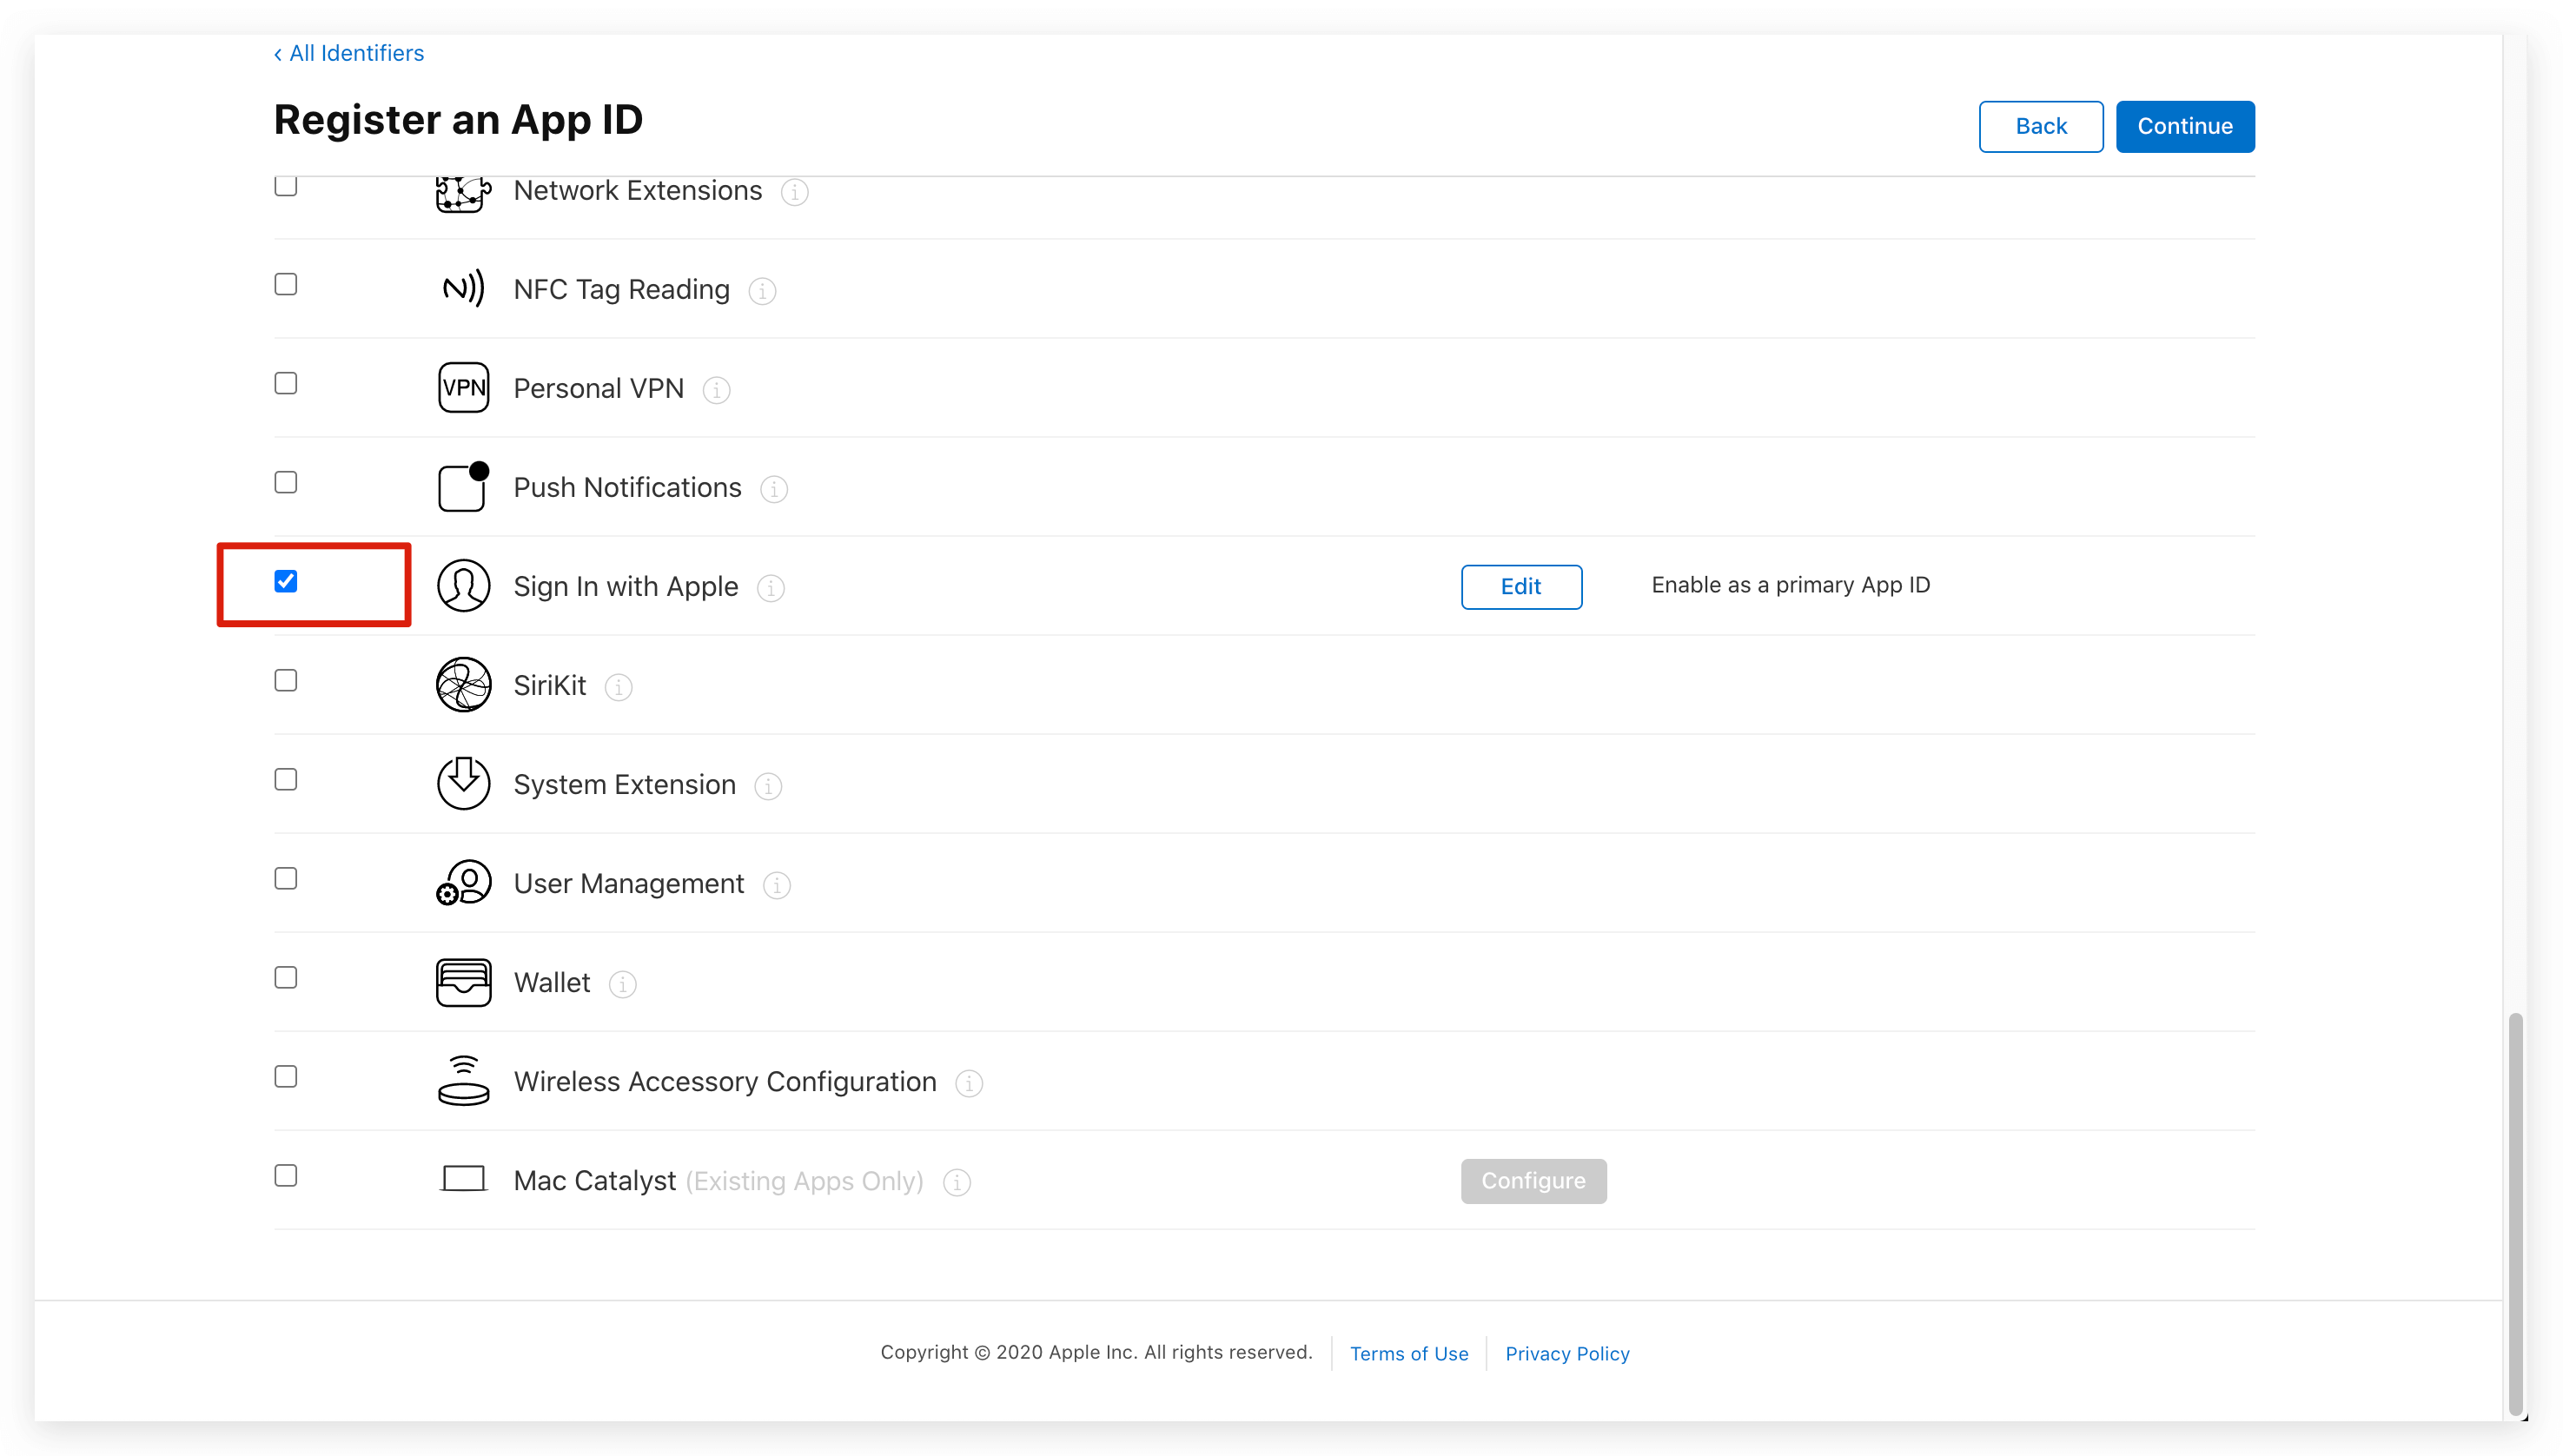 ‹ All Identifiers
Register an App ID
Back
Continue
Network Extensions
NFC Tag Reading
VPN Personal VPN
Push Notifications
Sign In with Apple Edit Enable as a primary App ID
SiriKit
System Extension
User Management
Wallet
Wireless Accessory Configuration
Mac Catalyst (Existing Apps Only) Configure
Copyright © 2020 Apple Inc. All rights reserved. Terms of Use Privacy Policy